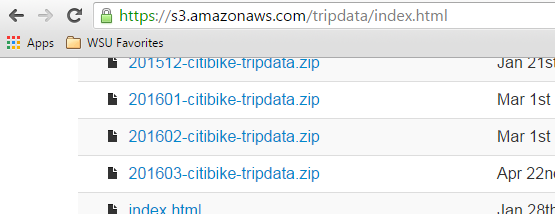 https://s3.amazonaws.com/tripdata/index.html
Apps WSU Favorites
201512-citibike-tripdata.zip Jan 21st
201601-citibike-tripdata.zip Mar 1st
201602-citibike-tripdata.zip Mar 1st
201603-citibike-tripdata.zip Apr 22n
index.html Jan 28th